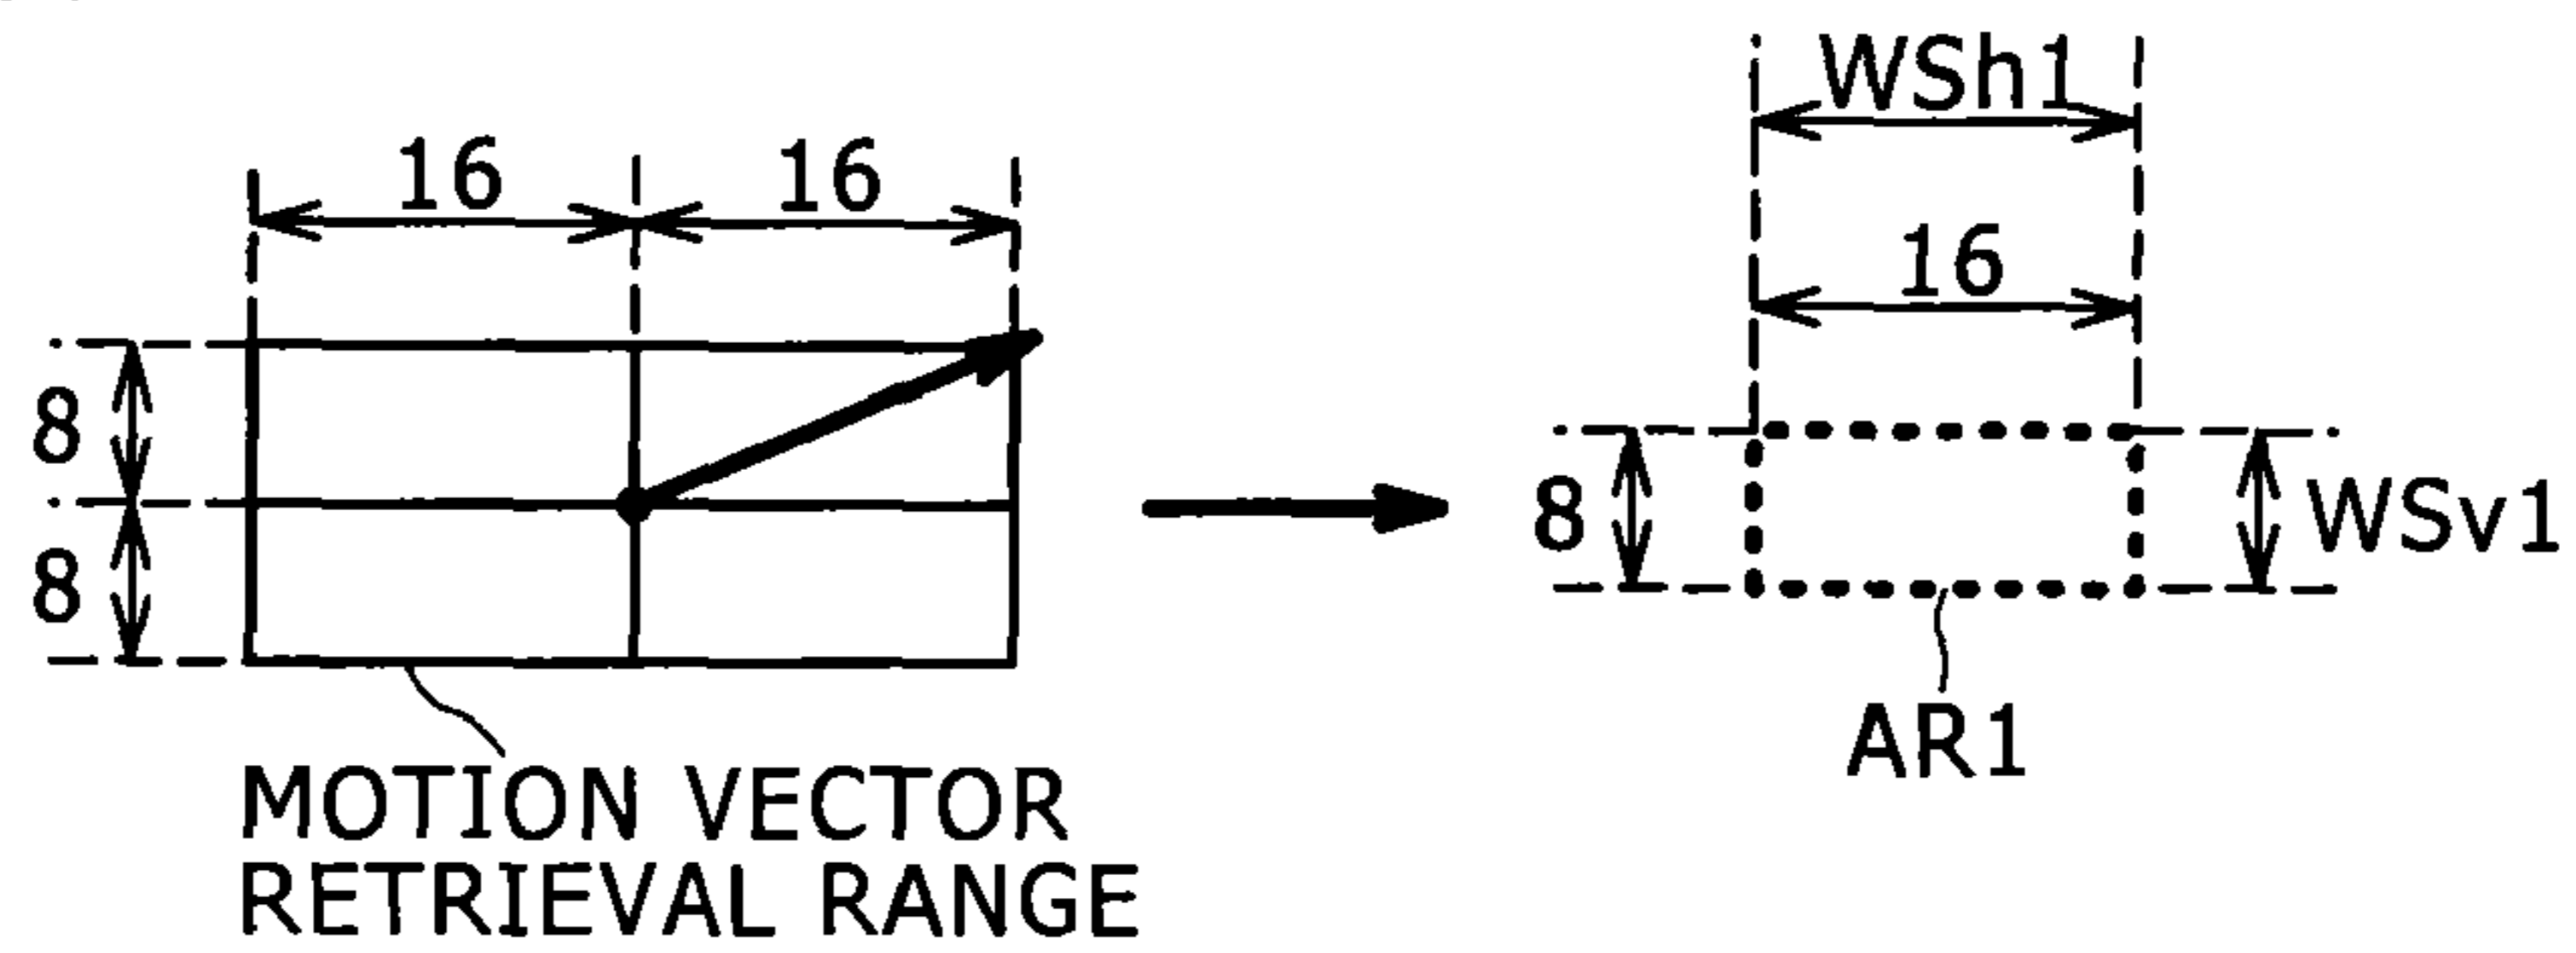 WSh1
16 16
16
8
8
8 WSv1
AR1
MOTION VECTOR
RETRIEVAL RANGE